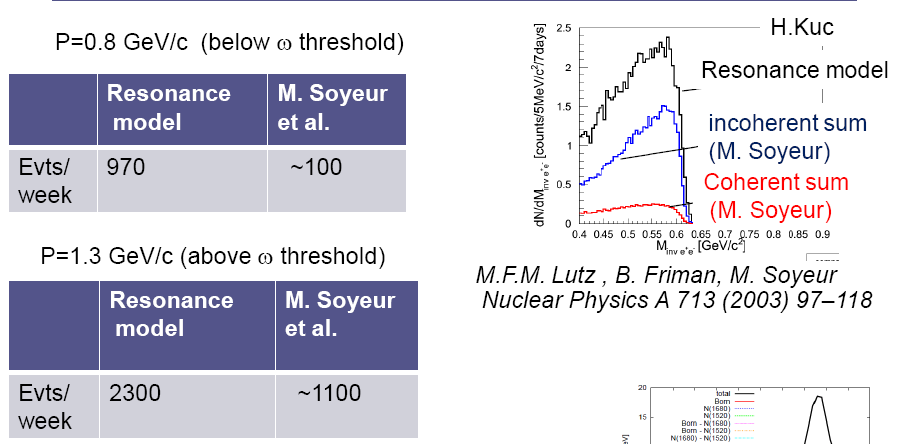 P=0.8 GeV/c (below ω threshold)
Resonance model
M. Soyeur et al.
Evts/ week
970
~100
P=1.3 GeV/c (above ω threshold)
Resonance model
M. Soyeur et al.
Evts/ week
2300
~1100
H.Kuc
Resonance model
incoherent sum
(M. Soyeur)
Coherent sum
(M. Soyeur)
dN/dM inv e+e- [counts/5MeV/c²/7days]
2.5
2
1.5
1
0.5
0
0.4 0.45 0.5 0.55 0.6 0.65 0.7 0.75 0.8 0.85 0.9
M inv e+e- [GeV/c²]
M.F.M. Lutz , B. Friman, M. Soyeur
Nuclear Physics A 713 (2003) 97–118
20
15
total
Born
N(1680)
N(1520)
Born - N(1680)
Born - N(1520)
N(1680) - N(1520)